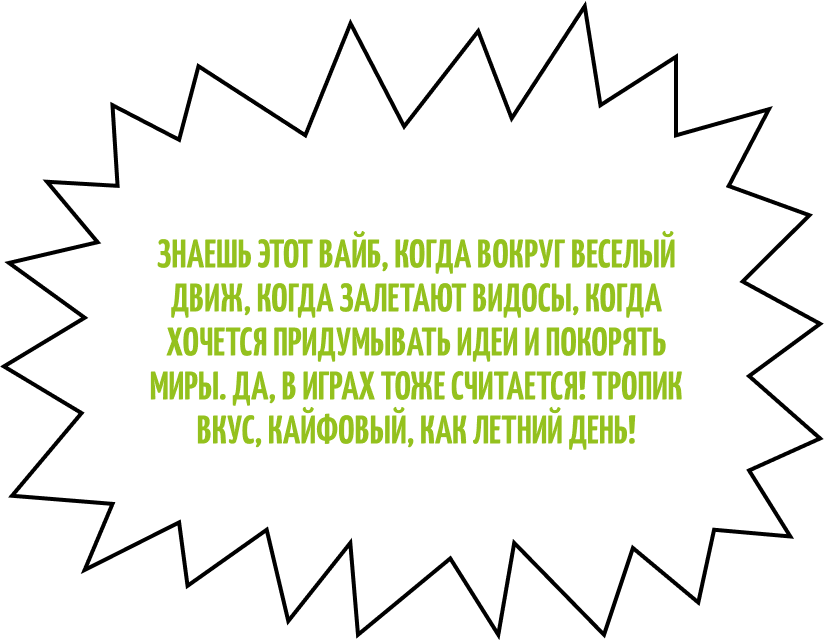 ЗНАЕШЬ ЭТОТ ВАЙБ, КОГДА ВОКРУГ ВЕСЕЛЫЙ
ДВИЖ, КОГДА ЗАЛЕТАЮТ ВИДОСЫ, КОГДА
ХОЧЕТСЯ ПРИДУМЫВАТЬ ИДЕИ И ПОКОРЯТЬ
МИРЫ. ДА, В ИГРАХ ТОЖЕ СЧИТАЕТСЯ! ТРОПИК
ВКУС, КАЙФОВЫЙ, КАК ЛЕТНИЙ ДЕНЬ!